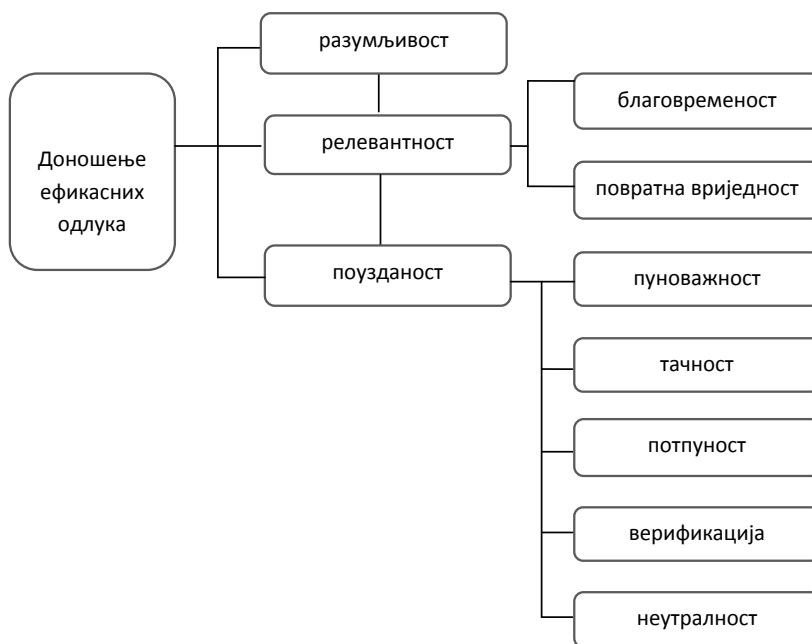 Доношење
ефикасних
одлука
разумљивост
релевантност
поузданост
благовременост
повратна вриједност
пуноважност
тачност
потпуност
верификација
неутралност